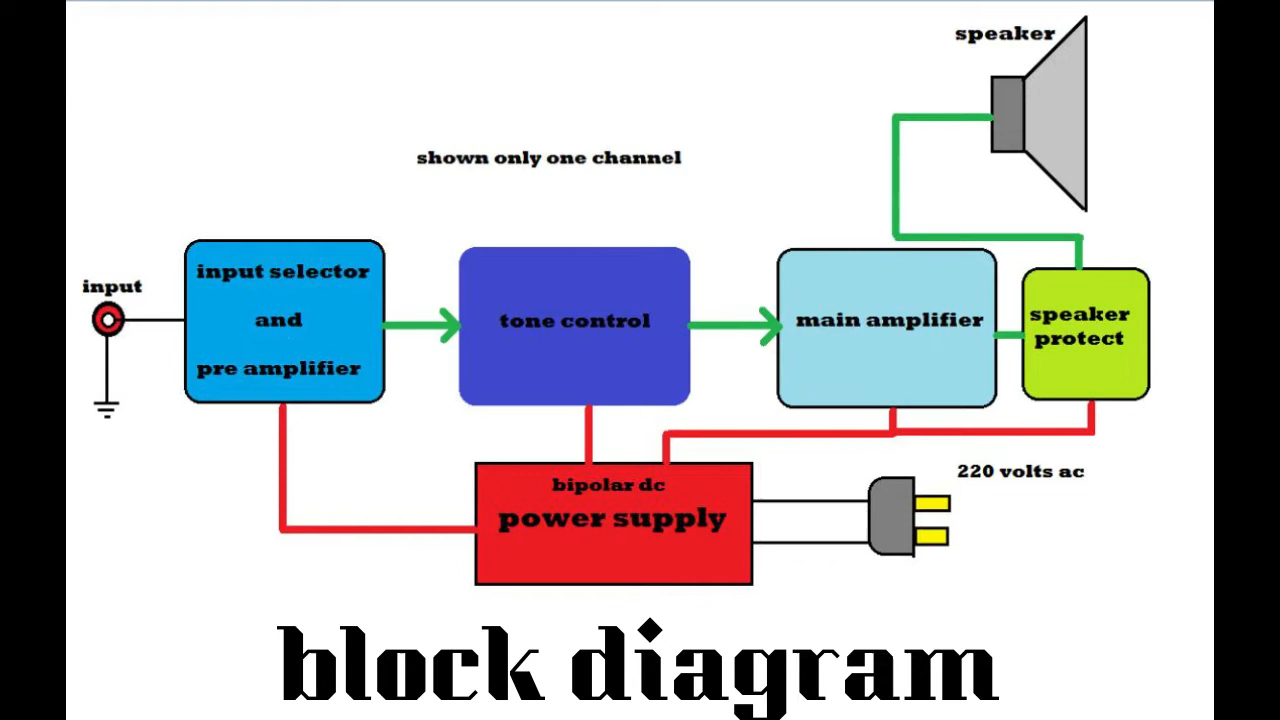 speaker
shown only one channel
input
input selector
and
pre amplifier
tone control
main amplifier
speaker
protect
220 volts ac
bipolar dc
power supply
block diagram